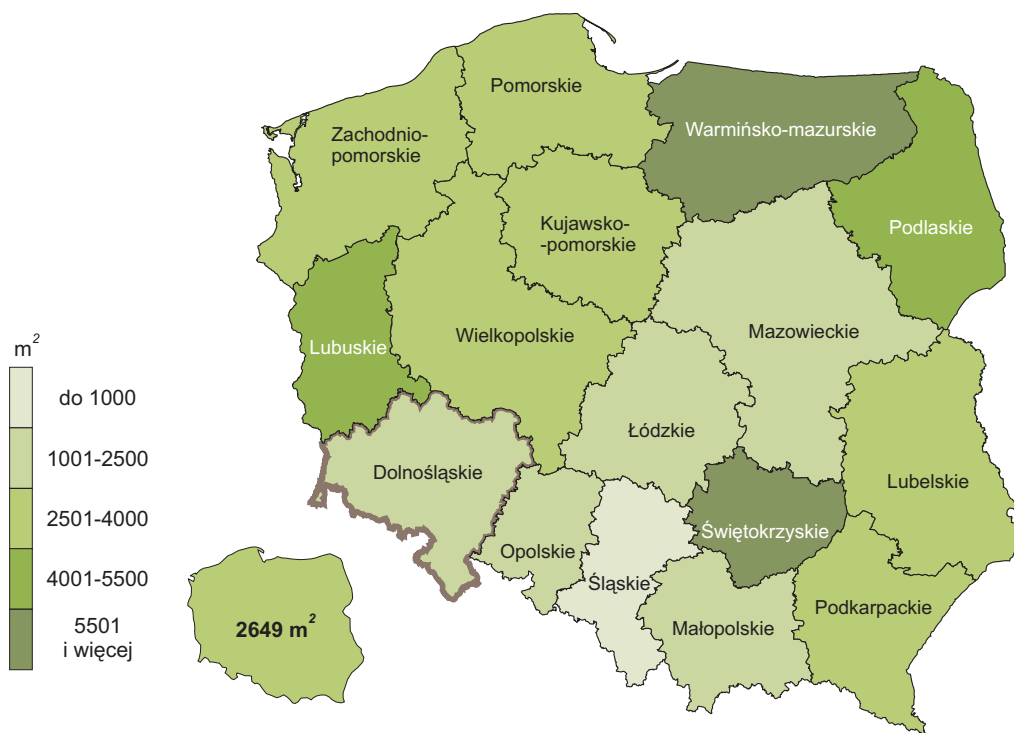 Pomorskie
Warmińsko-mazurskie
Zachodnio-
pomorskie
Kujawsko-
-pomorskie
Podlaskie
Lubuskie
Wielkopolskie
Mazowieckie
Łódzkie
Dolnośląskie
Lubelskie
Świętokrzyskie
Opolskie
Śląskie
Podkarpackie
Małopolskie
m²
do 1000
1001-2500
2501-4000
4001-5500
5501
i więcej
2649 m²